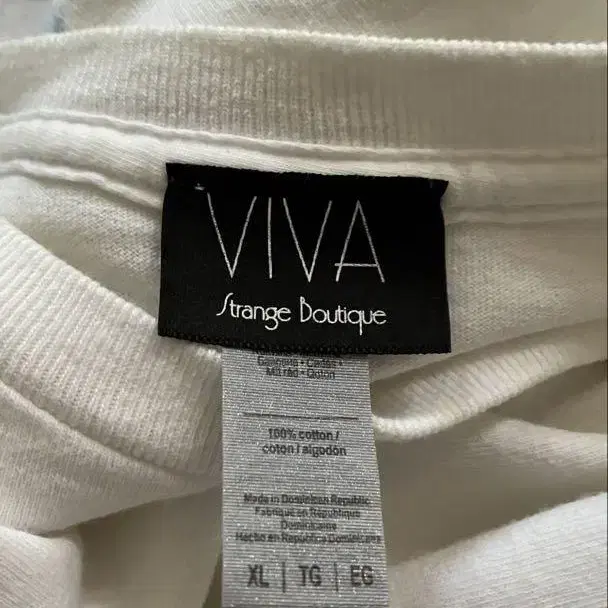 VIVA
Strange Boutique
100% cotton /
coton / algodon
Made in Dominican Republic
Fabriqué en République
Dominicaine
Hecho en República Dominicana
XL | TG | EG